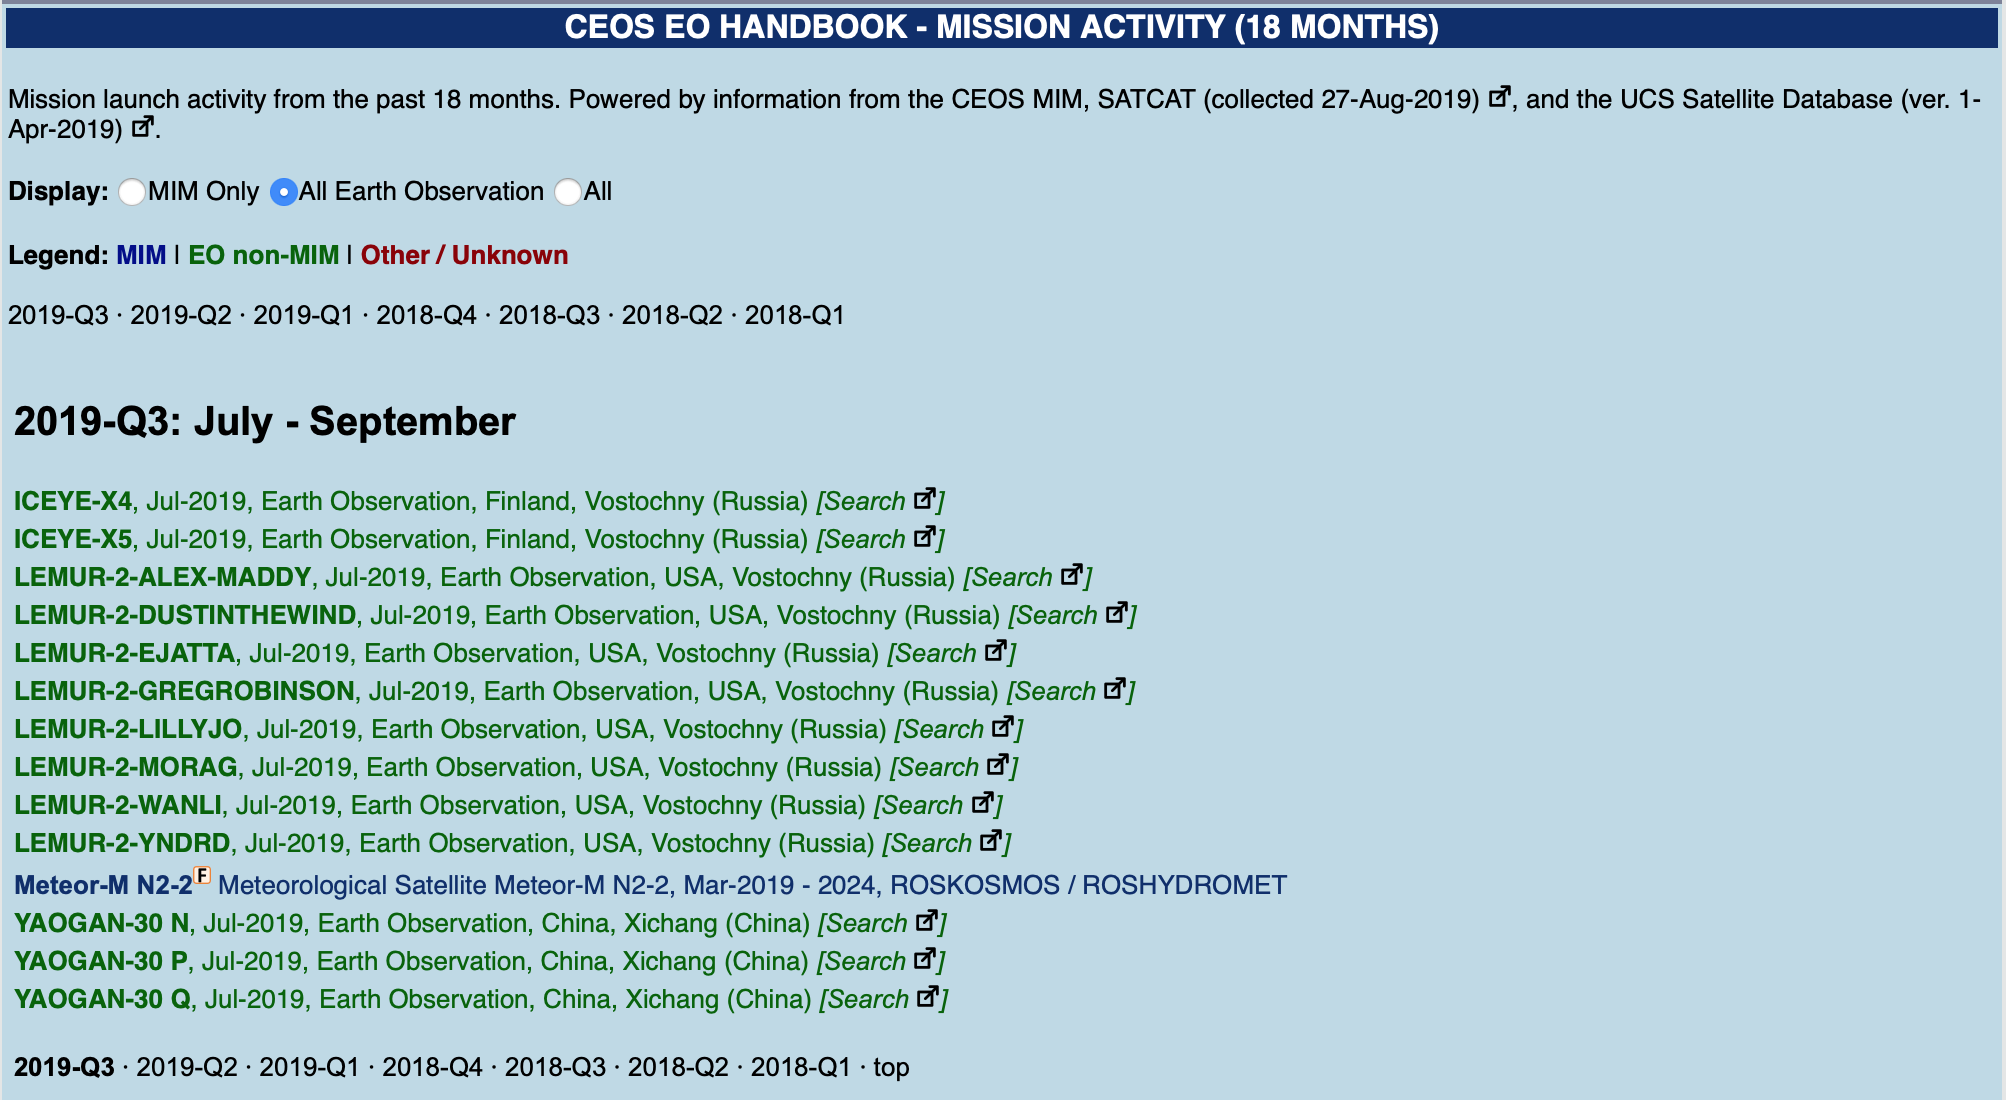 CEOS EO HANDBOOK - MISSION ACTIVITY (18 MONTHS)
Mission launch activity from the past 18 months. Powered by information from the CEOS MIM, SATCAT (collected 27-Aug-2019) , and the UCS Satellite Database (ver. 1-
Apr-2019) .
Display: MIM Only All Earth Observation All
Legend: MIM | EO non-MIM | Other / Unknown
2019-Q3 · 2019-Q2 · 2019-Q1 · 2018-Q4 · 2018-Q3 · 2018-Q2 · 2018-Q1
2019-Q3: July - September
ICEYE-X4, Jul-2019, Earth Observation, Finland, Vostochny (Russia) [Search ]
ICEYE-X5, Jul-2019, Earth Observation, Finland, Vostochny (Russia) [Search ]
LEMUR-2-ALEX-MADDY, Jul-2019, Earth Observation, USA, Vostochny (Russia) [Search ]
LEMUR-2-DUSTINTHEWIND, Jul-2019, Earth Observation, USA, Vostochny (Russia) [Search ]
LEMUR-2-EJATTA, Jul-2019, Earth Observation, USA, Vostochny (Russia) [Search ]
LEMUR-2-GREGROBINSON, Jul-2019, Earth Observation, USA, Vostochny (Russia) [Search ]
LEMUR-2-LILLYJO, Jul-2019, Earth Observation, USA, Vostochny (Russia) [Search ]
LEMUR-2-MORAG, Jul-2019, Earth Observation, USA, Vostochny (Russia) [Search ]
LEMUR-2-WANLI, Jul-2019, Earth Observation, USA, Vostochny (Russia) [Search ]
LEMUR-2-YNDRD, Jul-2019, Earth Observation, USA, Vostochny (Russia) [Search ]
Meteor-M N2-2 F Meteorological Satellite Meteor-M N2-2, Mar-2019 - 2024, ROSKOSMOS / ROSHYDROMET
YAOGAN-30 N, Jul-2019, Earth Observation, China, Xichang (China) [Search ]
YAOGAN-30 P, Jul-2019, Earth Observation, China, Xichang (China) [Search ]
YAOGAN-30 Q, Jul-2019, Earth Observation, China, Xichang (China) [Search ]
2019-Q3 · 2019-Q2 · 2019-Q1 · 2018-Q4 · 2018-Q3 · 2018-Q2 · 2018-Q1 · top